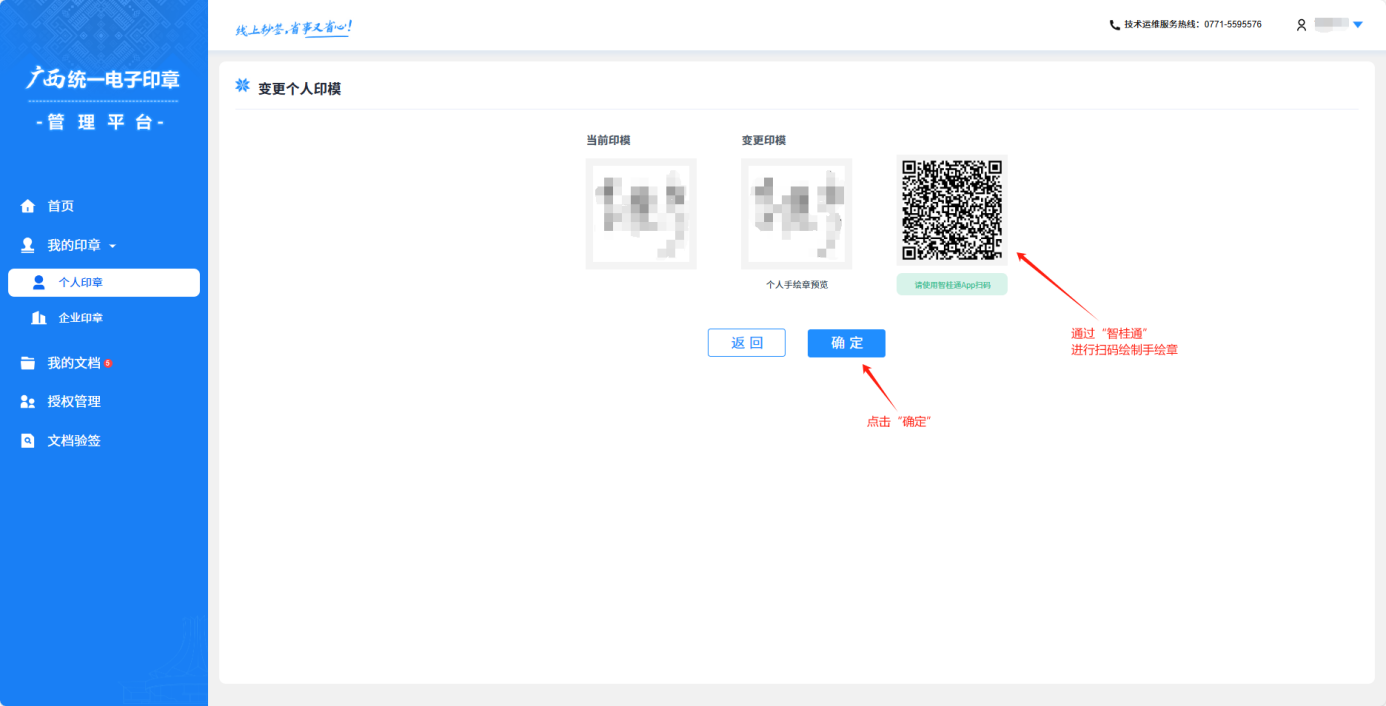 广西统一电子印章
-管理平台-
首页
我的印章
个人印章
企业印章
我的文档 5
授权管理
文档验签
线上秒签,省事又省心!
技术运维服务热线：0771-5595576
变更个人印模
当前印模
变更印模
个人手绘章预览
请使用智桂通App扫码
通过“智桂通”
进行扫码绘制手绘章
返回
确定
点击“确定”